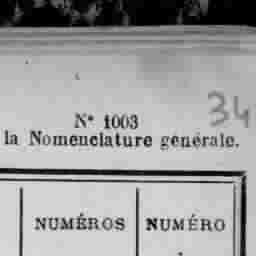 34
N° 1003
la Nomenclature générale.
NUMÉROS NUMÉRO